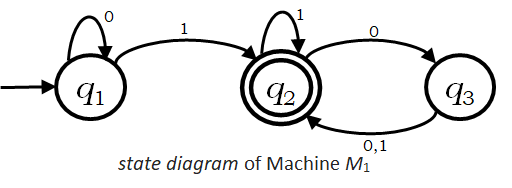 0
1
1
0
q1
q2
q3
0,1
state diagram of Machine M1